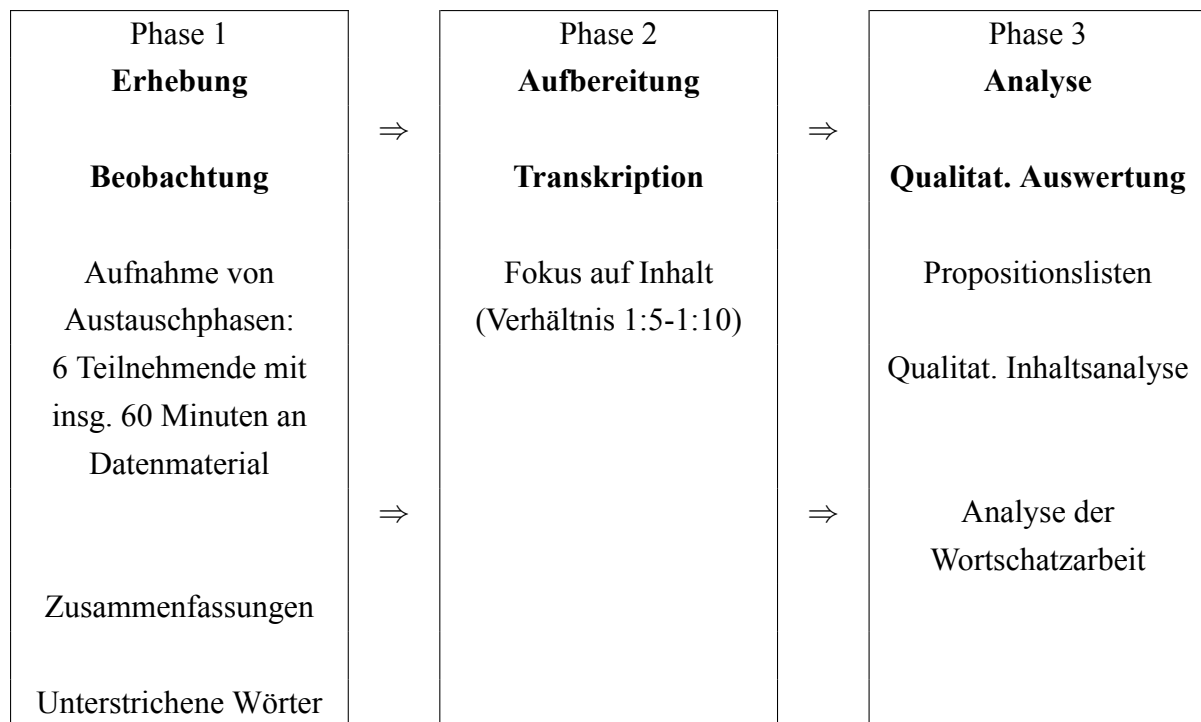 Phase 1
Erhebung
Beobachtung
Aufnahme von
Austauschphasen:
6 Teilnehmende mit
insg. 60 Minuten an
Datenmaterial
Zusammenfassungen
Unterstrichene Wörter
⇒
⇒
Phase 2
Aufbereitung
Transkription
Fokus auf Inhalt
(Verhältnis 1:5-1:10)
⇒
⇒
Phase 3
Analyse
Qualitat. Auswertung
Propositionslisten
Qualitat. Inhaltsanalyse
Analyse der
Wortschatzarbeit